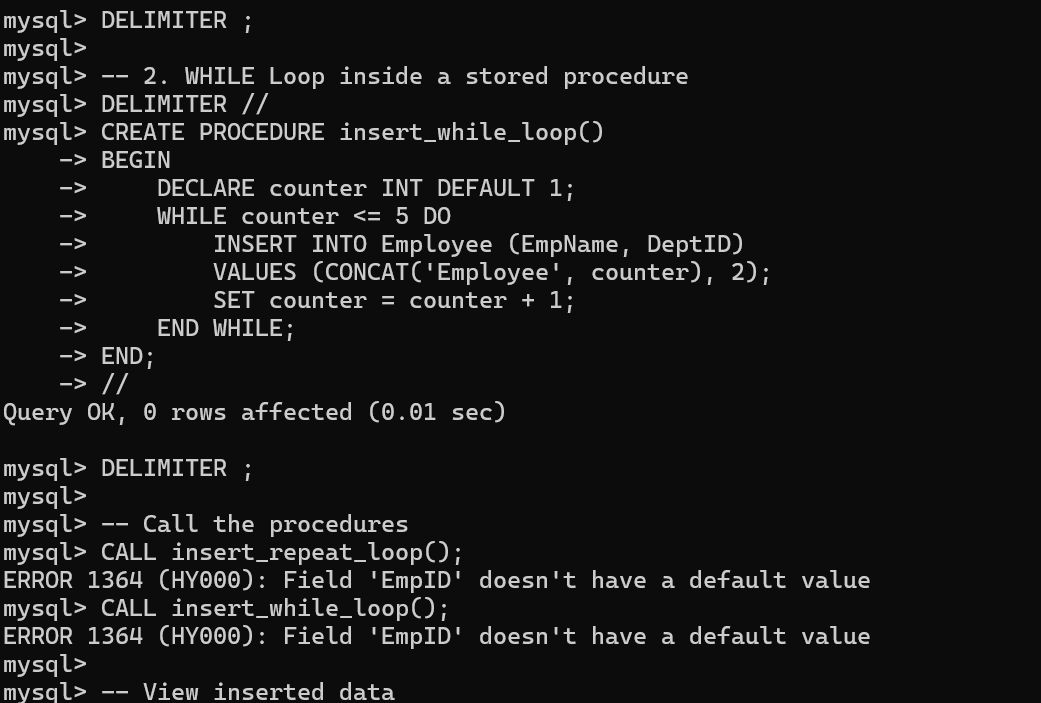 mysql> DELIMITER ;
mysql>
mysql> -- 2. WHILE Loop inside a stored procedure
mysql> DELIMITER //
mysql> CREATE PROCEDURE insert_while_loop()
    -> BEGIN
    ->     DECLARE counter INT DEFAULT 1;
    ->     WHILE counter <= 5 DO
    ->         INSERT INTO Employee (EmpName, DeptID)
    ->         VALUES (CONCAT('Employee', counter), 2);
    ->         SET counter = counter + 1;
    ->     END WHILE;
    -> END;
    -> //
Query OK, 0 rows affected (0.01 sec)

mysql> DELIMITER ;
mysql>
mysql> -- Call the procedures
mysql> CALL insert_repeat_loop();
ERROR 1364 (HY000): Field 'EmpID' doesn't have a default value
mysql> CALL insert_while_loop();
ERROR 1364 (HY000): Field 'EmpID' doesn't have a default value
mysql>
mysql> -- View inserted data